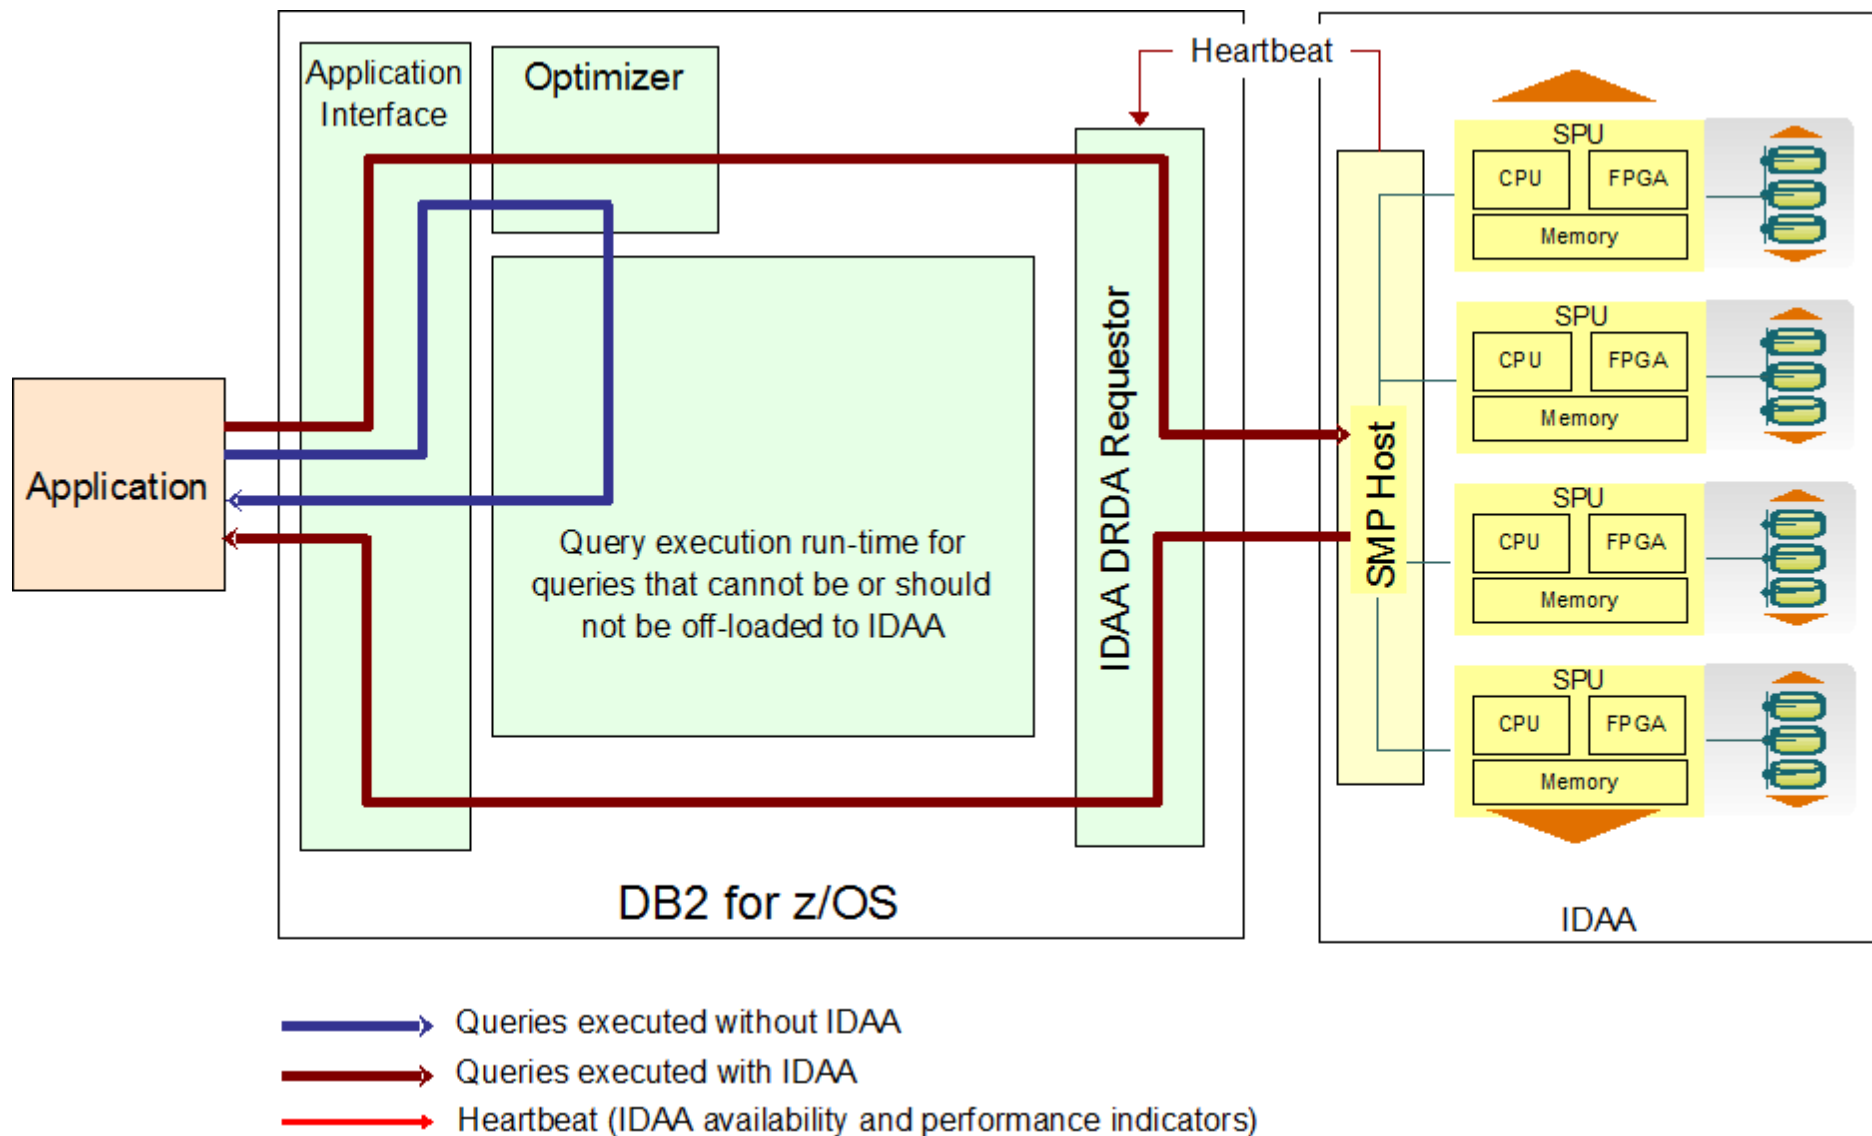 Application
Interface
Optimizer
Heartbeat
Application
Query execution run-time for
queries that cannot be or should
not be off-loaded to IDAA
IDAA DRDA Requestor
DB2 for z/OS
SMP Host
SPU
CPU
FPGA
Memory
SPU
CPU
FPGA
Memory
SPU
CPU
FPGA
Memory
SPU
CPU
FPGA
Memory
IDAA
Queries executed without IDAA
Queries executed with IDAA
Heartbeat (IDAA availability and performance indicators)